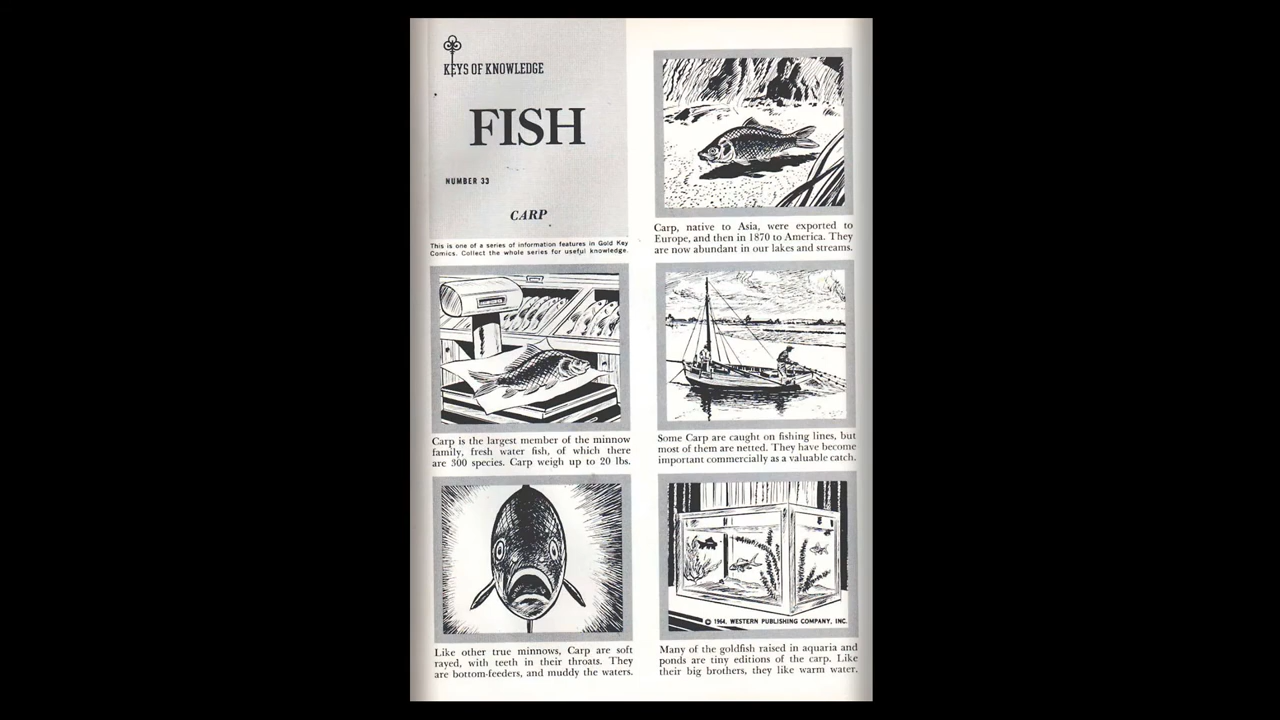 KEYS OF KNOWLEDGE
FISH
NUMBER 33
CARP
This is one of a series of information features in Gold Key
Comics. Collect the whole series for useful knowledge.
Carp, native to Asia, were exported to
Europe, and then in 1870 to America. They
are now abundant in our lakes and streams.
Carp is the largest member of the minnow
family, fresh water fish, of which there
are 300 species. Carp weigh up to 20 lbs.
Some Carp are caught on fishing lines, but
most of them are netted. They have become
important commercially as a valuable catch.
Like other true minnows, Carp are soft
rayed, with teeth in their throats. They
are bottom-feeders, and muddy the waters.
© 1964, WESTERN PUBLISHING COMPANY, INC.
Many of the goldfish raised in aquaria and
ponds are tiny editions of the carp. Like
their big brothers, they like warm water.